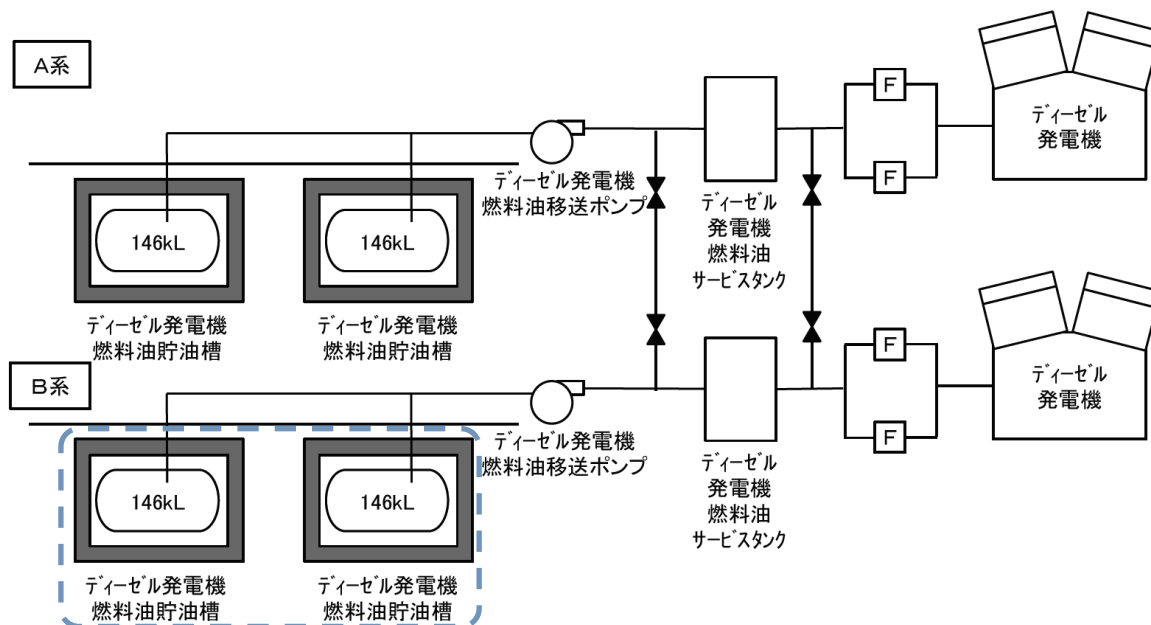 A系
F
ディーゼル
発電機
F
ディーゼル発電機
燃料油移送ポンプ
ディーゼル
発電機
燃料油
サービスタンク
146kL
146kL
ディーゼル発電機
燃料油貯油槽
ディーゼル発電機
燃料油貯油槽
B系
F
ディーゼル
発電機
F
ディーゼル発電機
燃料油移送ポンプ
ディーゼル
発電機
燃料油
サービスタンク
146kL
146kL
ディーゼル発電機
燃料油貯油槽
ディーゼル発電機
燃料油貯油槽